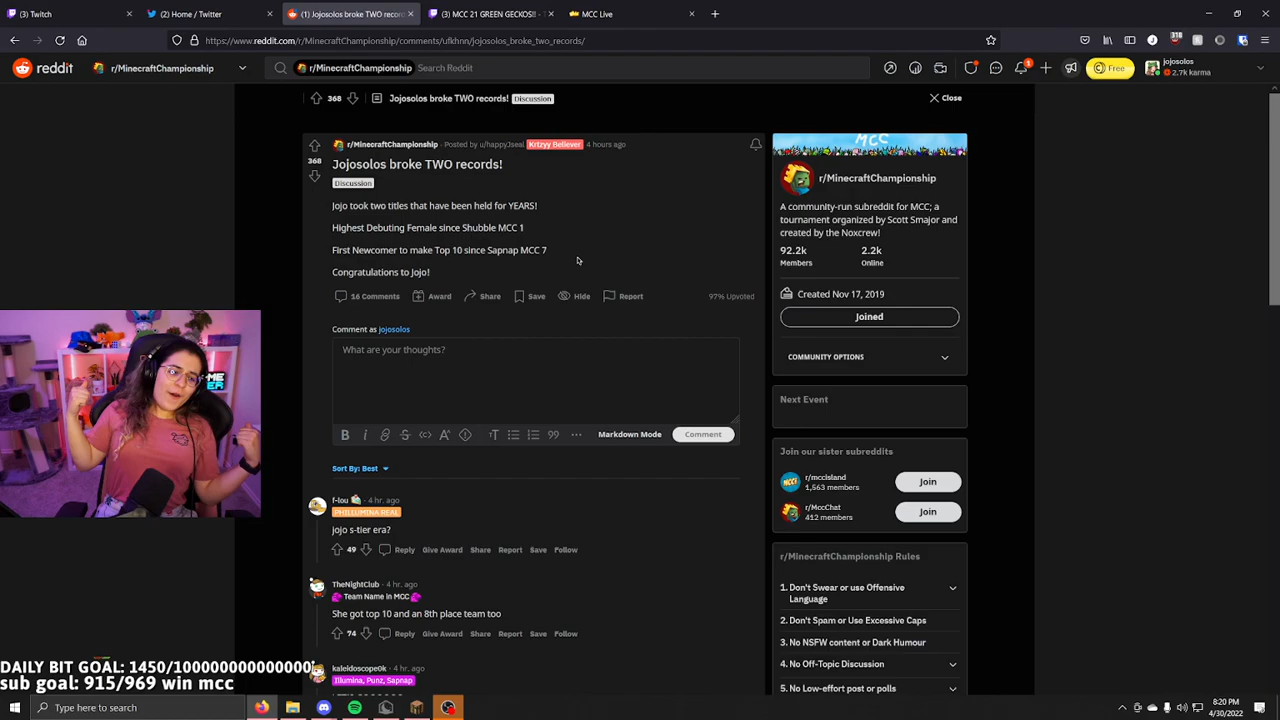 (3) Twitch
(2) Home / Twitter
(1) Jojosolos broke TWO record
(3) MCC 21 GREEN GECKOS!! - T
MCC Live
https://www.reddit.com/r/MinecraftChampionship/comments/ufkhnn/jojosolos_broke_two_records/
reddit
r/MinecraftChampionship
r/MinecraftChampionship
Search Reddit
1
Free
jojosolos
2.7k karma
368
Jojosolos broke TWO records!
Discussion
Close
368
r/MinecraftChampionship · Posted by u/happyJseal Krtzyy Believer 4 hours ago
Jojosolos broke TWO records!
Discussion
Jojo took two titles that have been held for YEARS!
Highest Debuting Female since Shubble MCC 1
First Newcomer to make Top 10 since Sapnap MCC 7
Congratulations to Jojo!
16 Comments
Award
Share
Save
Hide
Report
97% Upvoted
Comment as jojosolos
What are your thoughts?
Markdown Mode
Comment
Sort By: Best
f-lou · 4 hr. ago
PHILLUMINA REAL
jojo s-tier era?
49
Reply
Give Award
Share
Report
Save
Follow
TheNightClub · 4 hr. ago
Team Name in MCC
She got top 10 and an 8th place team too
74
Reply
Give Award
Share
Report
Save
Follow
kaleidoscope0k · 4 hr. ago
Illumina, Punz, Sapnap
MCC
r/MinecraftChampionship
A community-run subreddit for MCC; a
tournament organized by Scott Smajor and
created by the Noxcrew!
92.2k
Members
2.2k
Online
Created Nov 17, 2019
Joined
COMMUNITY OPTIONS
Next Event
Join our sister subreddits
r/mccisland
1,563 members
Join
r/MccChat
412 members
Join
r/MinecraftChampionship Rules
1. Don't Swear or use Offensive
Language
2. Don't Spam or Use Excessive Caps
3. No NSFW content or Dark Humour
4. No Off-Topic Discussion
5. No Low-effort post or polls
DAILY BIT GOAL: 1450/1000000000000000
sub goal: 915/969 win mcc
Type here to search
8:20 PM
4/30/2022